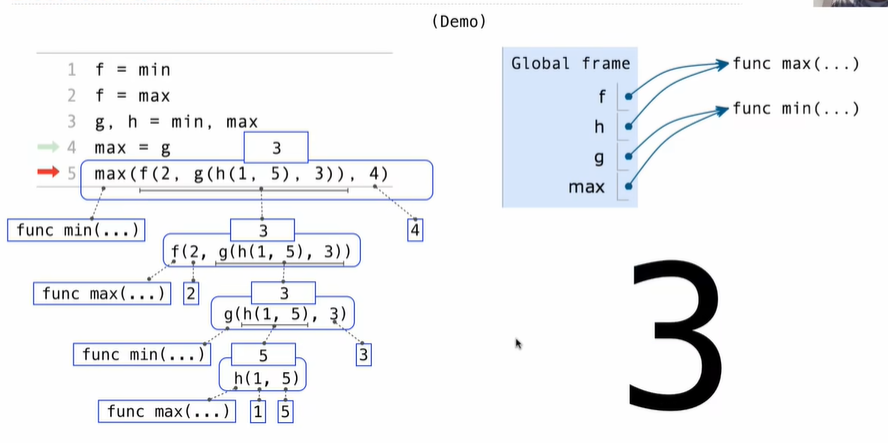 (Demo)
1 f = min
2 f = max
3 g, h = min, max
4 max = g
3
5 max(f(2, g(h(1, 5), 3)), 4)
func min(...)
3
4
f(2, g(h(1, 5), 3))
func max(...)
2
3
g(h(1, 5), 3)
func min(...)
5
3
h(1, 5)
func max(...)
1
5
Global frame
f
h
g
max
func max(...)
func min(...)
3